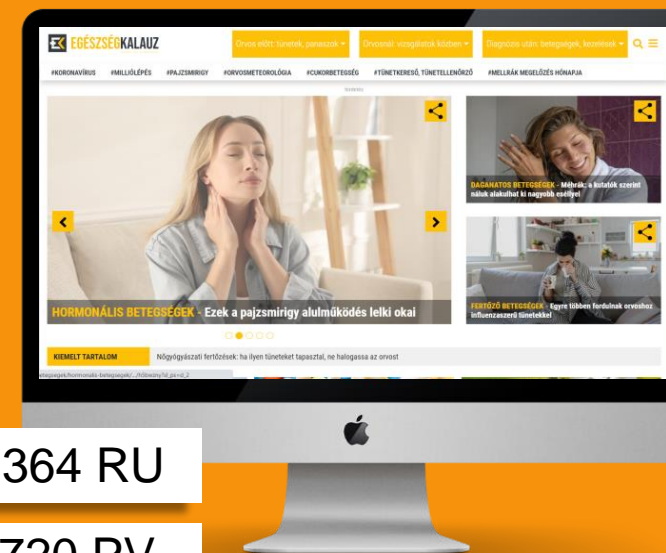 EGÉSZSÉGKALAUZ
Orvos előtt: tünetek, panaszok
Orvosnál: vizsgálatok közben
Diagnózis után: betegségek, kezelések
#KORONAVÍRUS #MILLIÓLÉPÉS #PAJZSMIRIGY #ORVOSMETEOROLÓGIA #CUKORBETEGSÉG #TÜNETKERESŐ, TÜNETELLENŐRZŐ #MELLRÁK MEGELŐZÉS HÓNAPJA
HORMONÁLIS BETEGSÉGEK - Ezek a pajzsmirigy alulműködés lelki okai
DAGANATOS BETEGSÉGEK - Méhrák: a kutatók szerint
náluk alakulhat ki nagyobb eséllyel
FERTŐZŐ BETEGSÉGEK - Egyre többen fordulnak orvoshoz
influenzaszerű tünetekkel
KIEMELT TARTALOM
Nőgyógyászati fertőzések: ha ilyen tüneteket tapasztal, ne halogassa az orvost
364 RU
720 PV